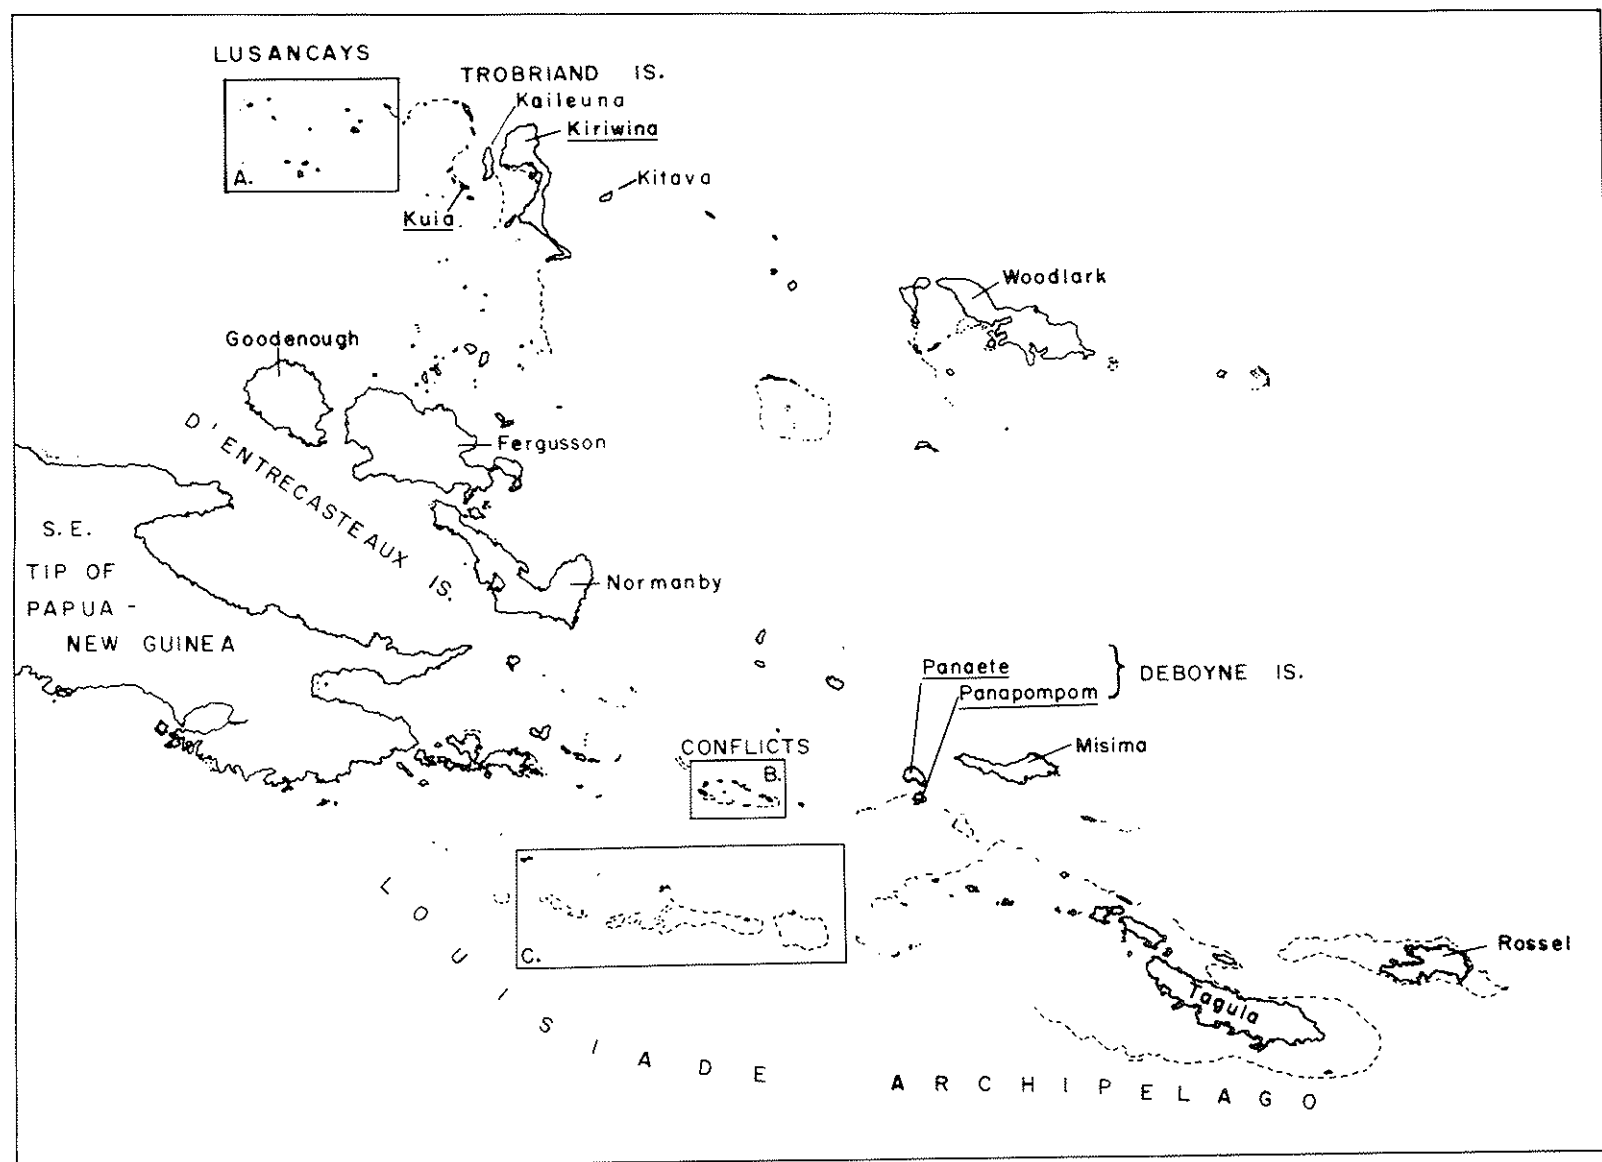 LUSANCAYS
TROBRIAND IS.
Kaileuna
Kiriwina
A.
Kitava
Kuia
Woodlark
Goodenough
D'ENTRECASTEAUX IS.
Fergusson
S.E.
TIP OF
PAPUA -
NEW GUINEA
Normanby
Panaete
Panapompom
DEBOYNE IS.
CONFLICTS
B.
Misima
C.
LOUISIADE ARCHIPELAGO
Rossel
Tagula